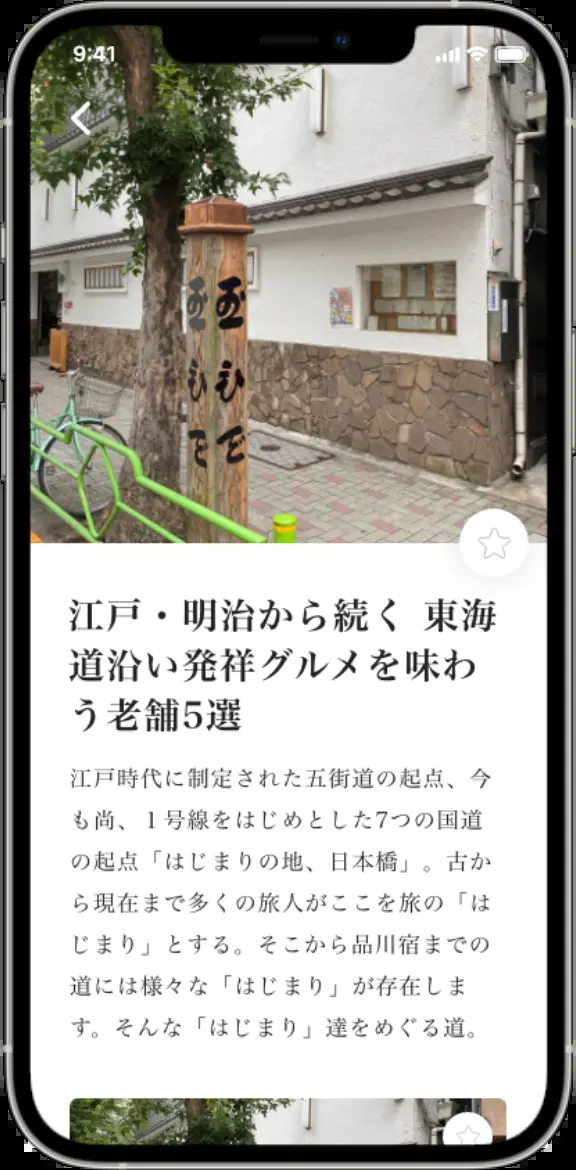 9:41
玉ひで
玉ひで
江戸・明治から続く 東海
道沿い発祥グルメを味わ
う老舗5選
江戸時代に制定された五街道の起点、今
も尚、１号線をはじめとした7つの国道
の起点「はじまりの地、日本橋」。古か
ら現在まで多くの旅人がここを旅の「は
じまり」とする。そこから品川宿までの
道には様々な「はじまり」が存在しま
す。そんな「はじまり」達をめぐる道。